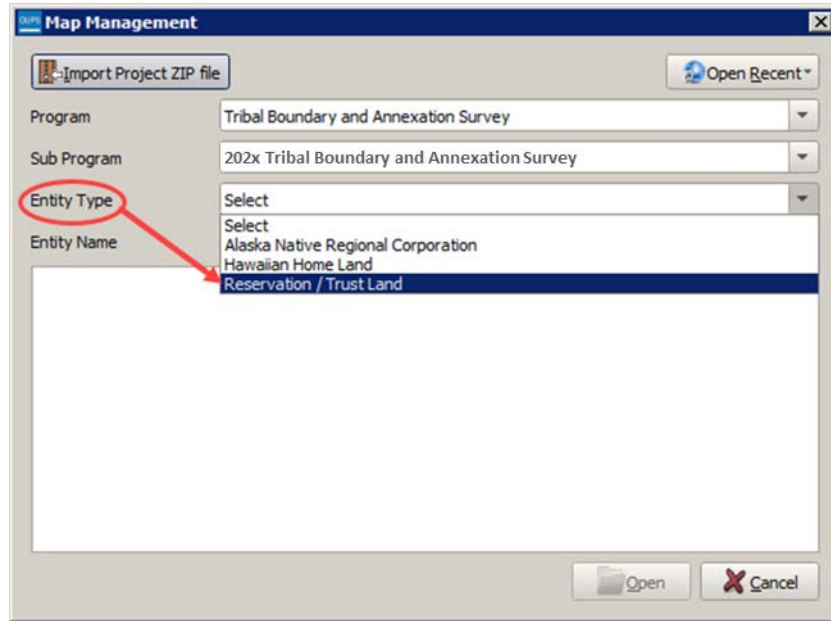 GUPS Map Management
Import Project ZIP file
Open Recent
Program
Tribal Boundary and Annexation Survey
Sub Program
202x Tribal Boundary and Annexation Survey
Entity Type
Select
Select
Alaska Native Regional Corporation
Entity Name
Hawaiian Home Land
Reservation / Trust Land
Open
Cancel